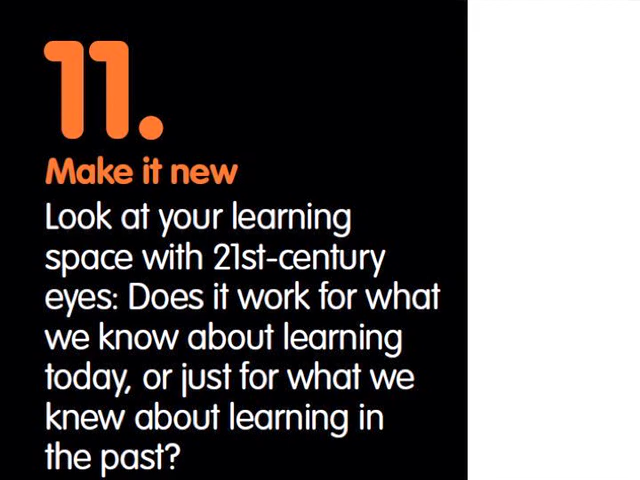 11.
Make it new
Look at your learning
space with 21st-century
eyes: Does it work for what
we know about learning
today, or just for what we
knew about learning in
the past?